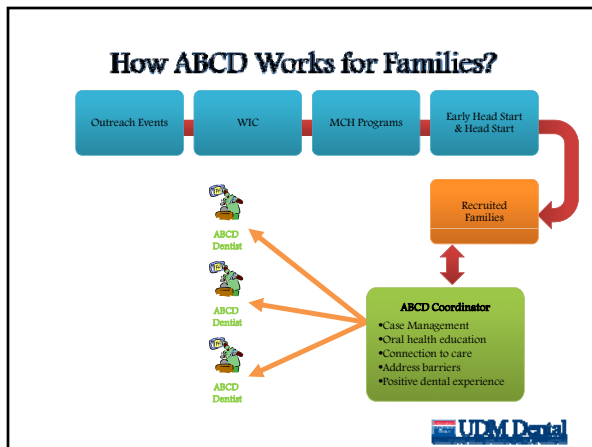 How ABCD Works for Families?
Outreach Events
WIC
MCH Programs
Early Head Start
& Head Start
Recruited
Families
ABCD
Dentist
ABCD
Dentist
ABCD
Dentist
ABCD Coordinator
•Case Management
•Oral health education
•Connection to care
•Address barriers
•Positive dental experience
UDM Dental